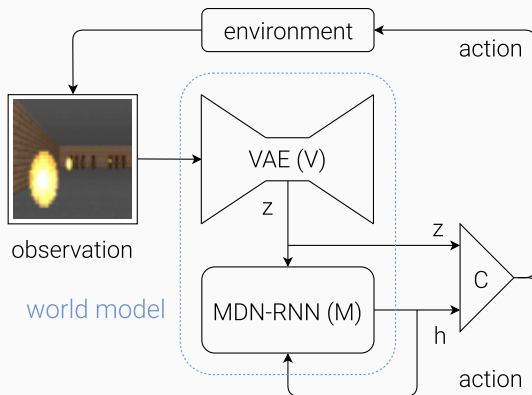 environment
action
VAE (V)
z
observation
z
C
world model
MDN-RNN (M)
h
action